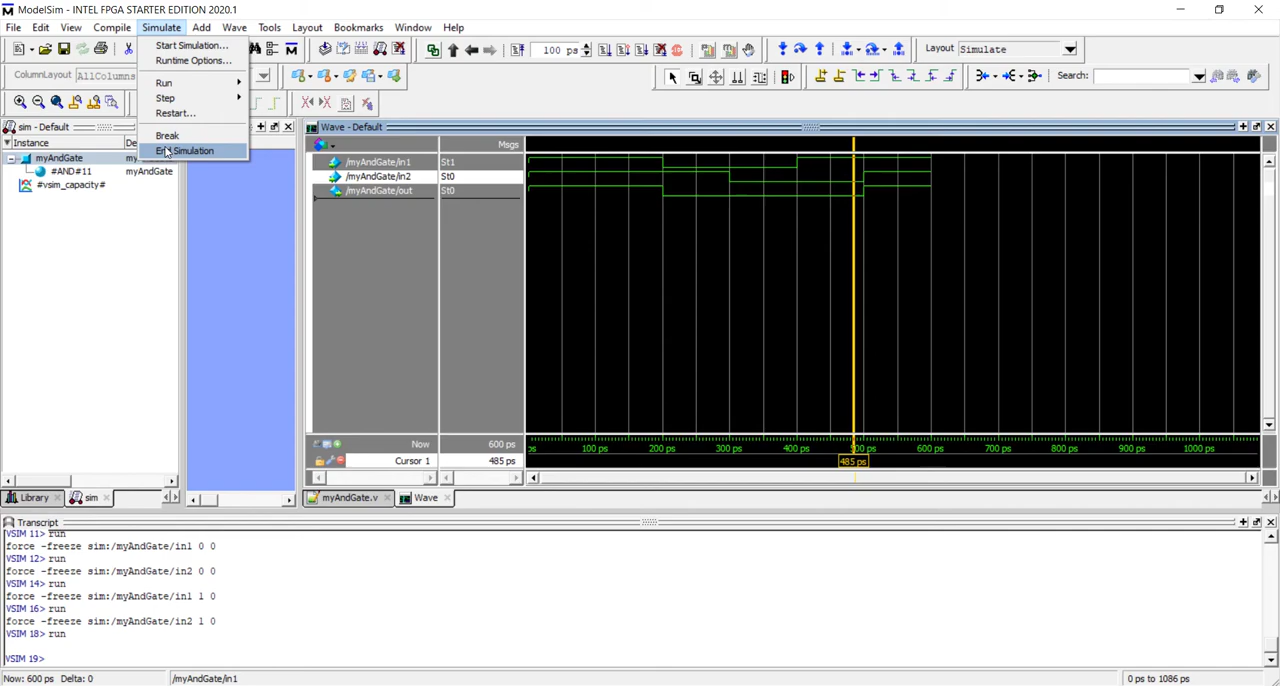 ModelSim - INTEL FPGA STARTER EDITION 2020.1
File Edit View Compile Simulate Add Wave Tools Layout Bookmarks Window Help
Start Simulation...
Runtime Options...
Run
Step
Restart...
Break
End Simulation
100 ps
Layout Simulate
ColumnLayout AllColumns
Search:
sim - Default
Instance
myAndGate
#AND#11 myAndGate
#vsim_capacity#
Wave - Default
Msgs
/myAndGate/in1 St1
/myAndGate/in2 St0
/myAndGate/out St0
Now 600 ps
Cursor 1 485 ps
ps 100 ps 200 ps 300 ps 400 ps 500 ps 600 ps 700 ps 800 ps 900 ps 1000 ps
485 ps
Library sim
myAndGate.v Wave
Transcript
VSIM 11> run
force -freeze sim:/myAndGate/in1 0 0
VSIM 12> run
force -freeze sim:/myAndGate/in2 0 0
VSIM 14> run
force -freeze sim:/myAndGate/in1 1 0
VSIM 16> run
force -freeze sim:/myAndGate/in2 1 0
VSIM 18> run
VSIM 19>
Now: 600 ps Delta: 0 /myAndGate/in1 0 ps to 1086 ps